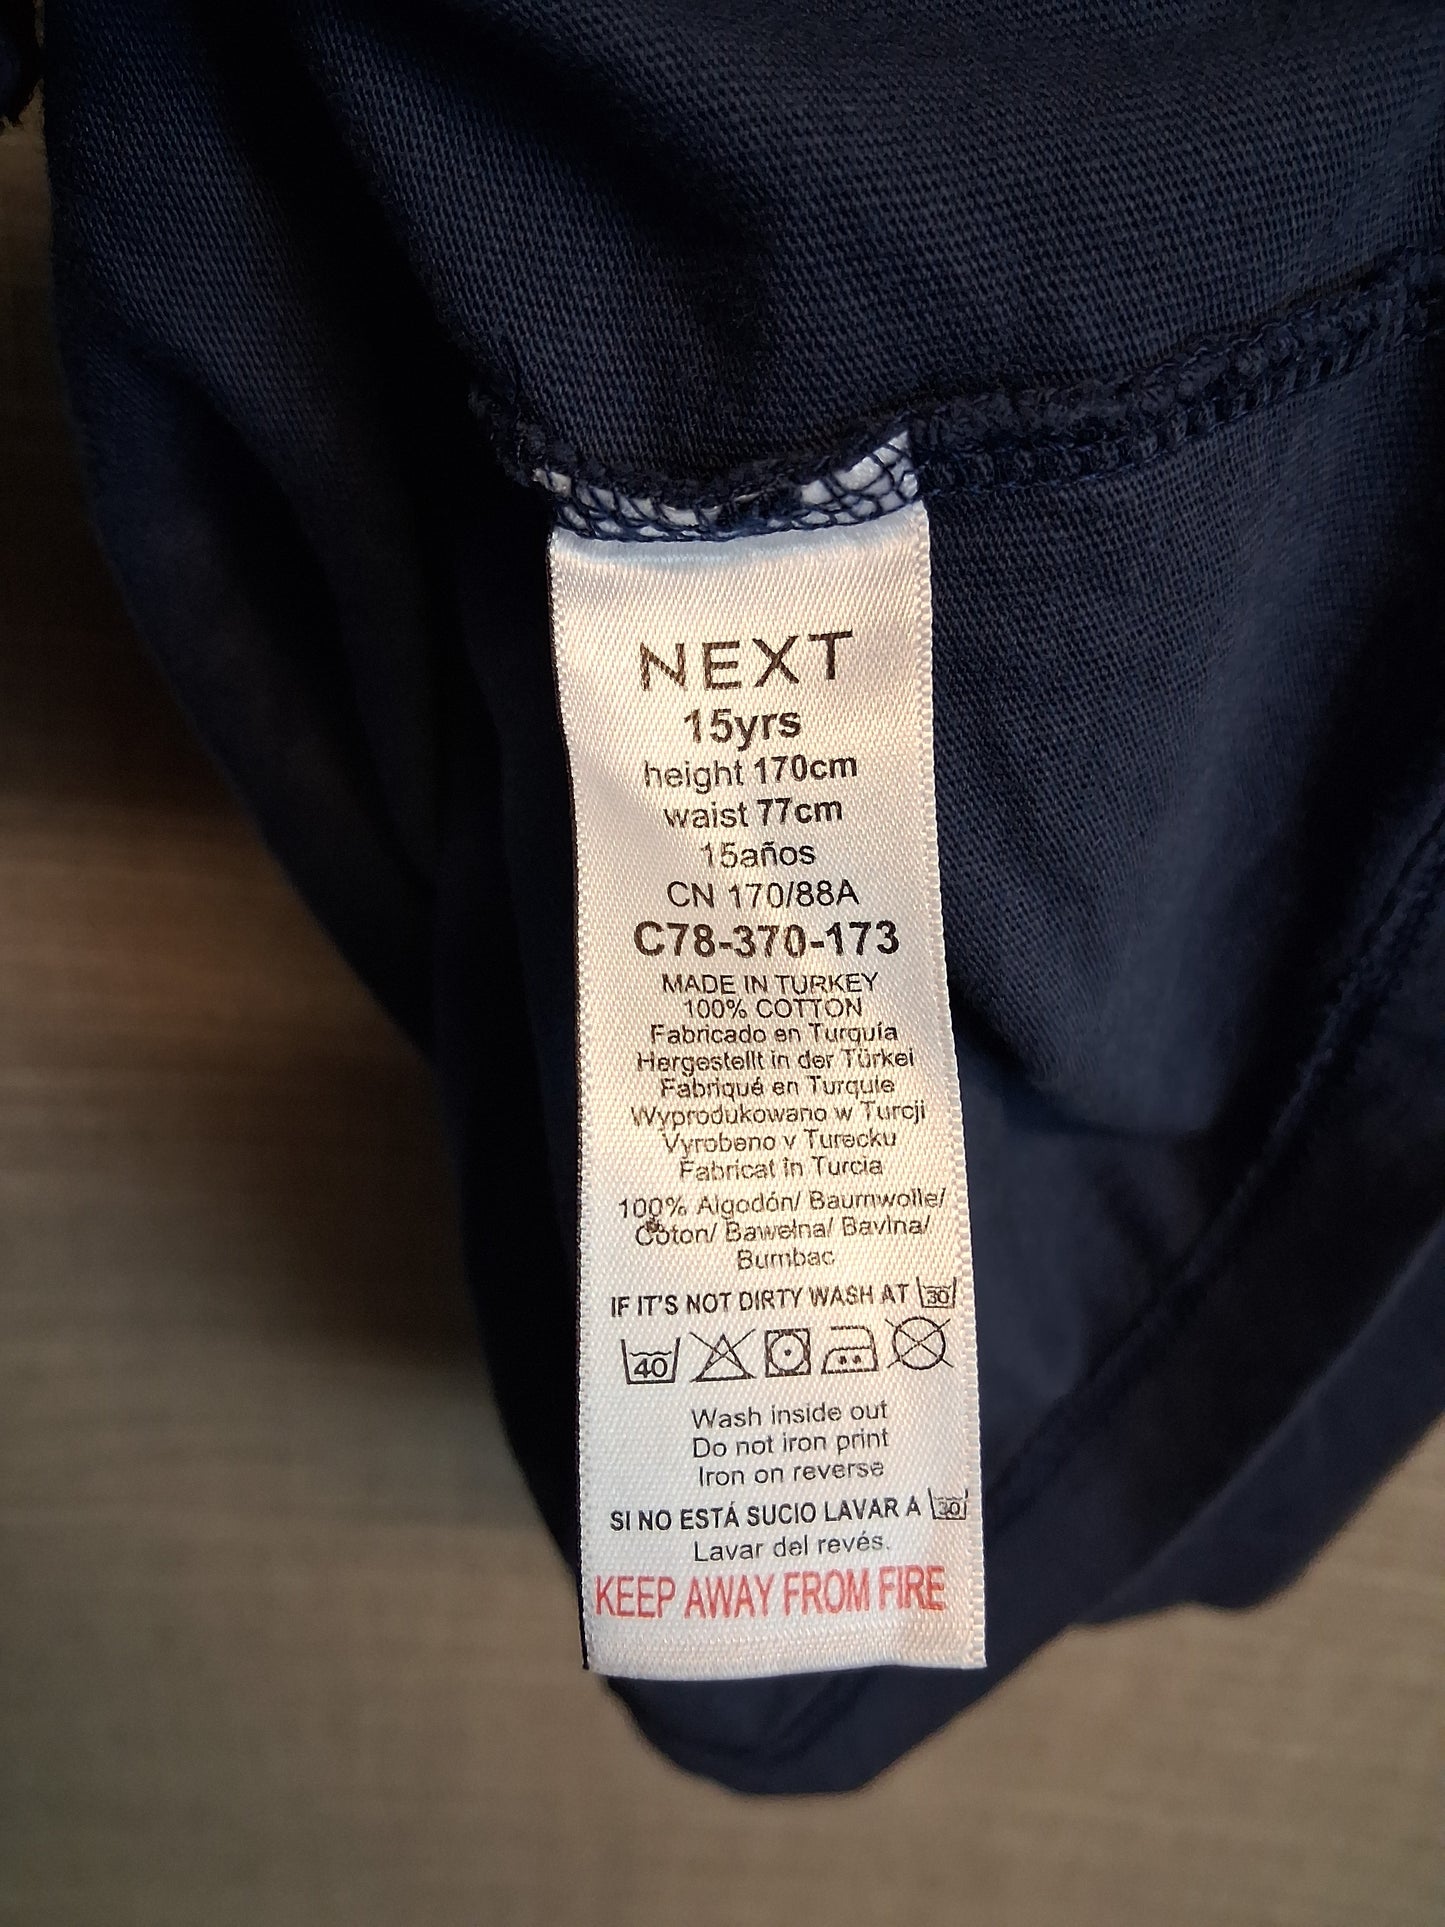 NEXT
15yrs
height 170cm
waist 77cm
15años
CN 170/88A
C78-370-173
MADE IN TURKEY
100% COTTON
Fabricado en Turquía
Hergestellt in der Türkei
Fabriqué en Turquie
Wyprodukowano w Turcji
Vyrobeno v Turecku
Fabricat în Turcia
100% Algodón/ Baumwolle/
Coton/ Bawełna/ Bavlna/
Bumbac
IF IT'S NOT DIRTY WASH AT 30
40
Wash inside out
Do not iron print
Iron on reverse
SI NO ESTÁ SUCIO LAVAR A 30
Lavar del revés.
KEEP AWAY FROM FIRE